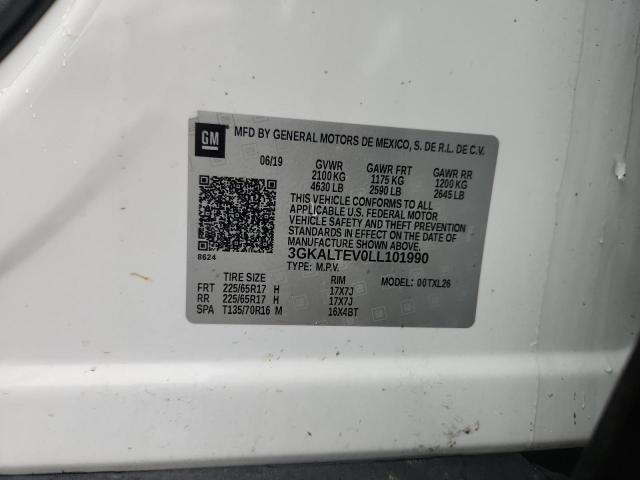 GM MFD BY GENERAL MOTORS DE MEXICO, S. DE R.L. DE C.V.
06/19 GVWR GAWR FRT GAWR RR
2100 KG 1175 KG 1200 KG
4630 LB 2590 LB 2645 LB
THIS VEHICLE CONFORMS TO ALL
APPLICABLE U.S. FEDERAL MOTOR
VEHICLE SAFETY AND THEFT PREVENTION
STANDARDS IN EFFECT ON THE DATE OF
MANUFACTURE SHOWN ABOVE.
8624 3GKALTEV0LL101990
TYPE: M.P.V. MODEL: 00TXL26
TIRE SIZE RIM
FRT 225/65R17 H 17X7J
RR 225/65R17 H 17X7J
SPA T135/70R16 M 16X4BT